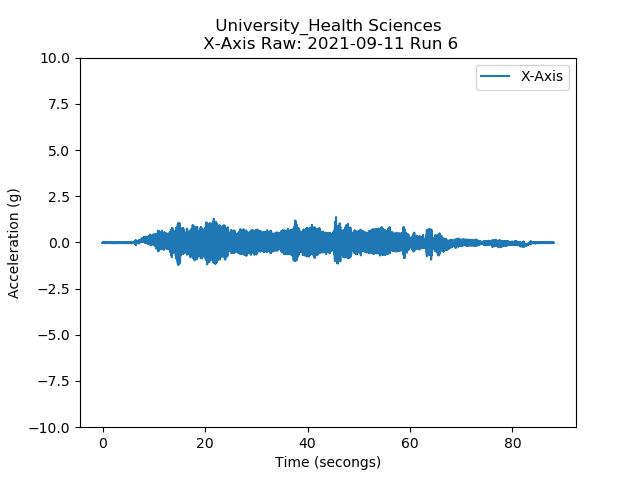 University_Health Sciences
X-Axis Raw: 2021-09-11 Run 6
X-Axis
10.0
7.5
5.0
2.5
0.0
−2.5
−5.0
−7.5
−10.0
Acceleration (g)
0 20 40 60 80
Time (secongs)